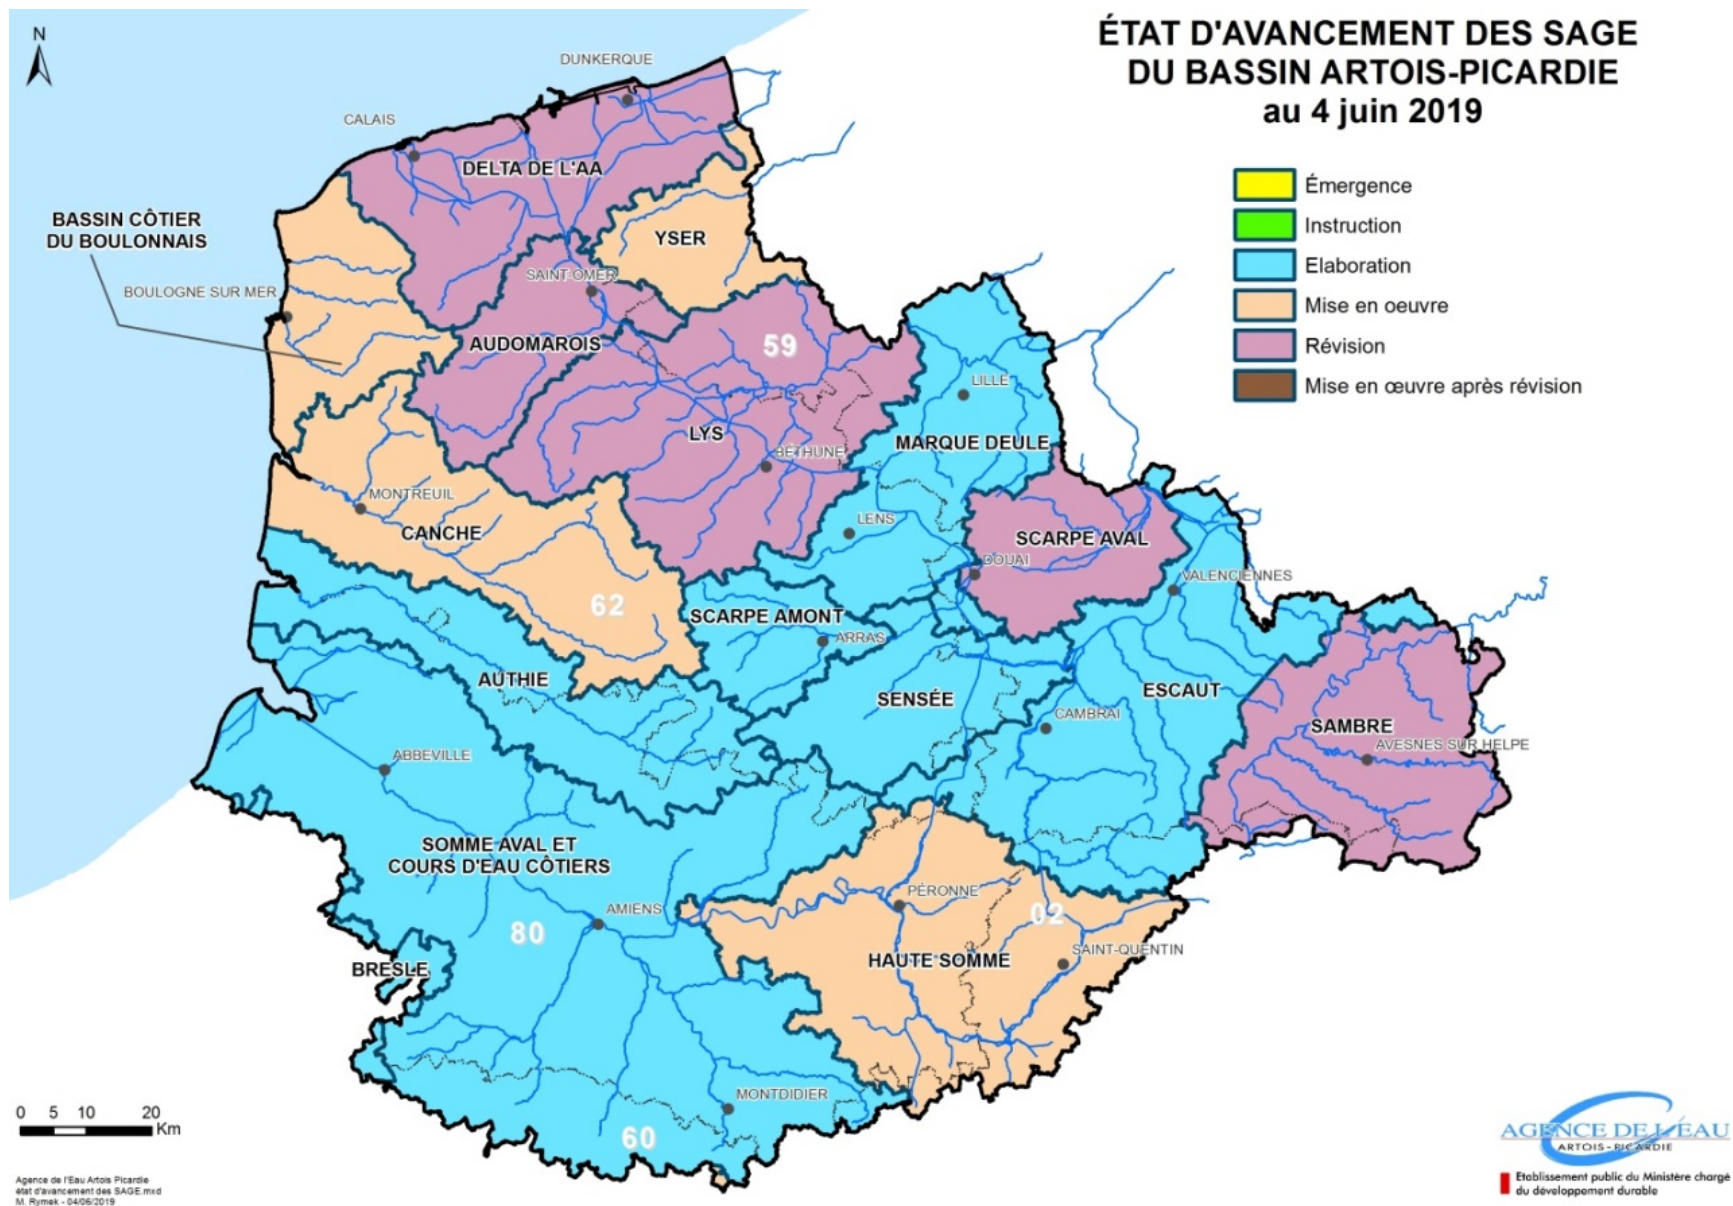 ÉTAT D'AVANCEMENT DES SAGE
DU BASSIN ARTOIS-PICARDIE
au 4 juin 2019
N
DUNKERQUE
CALAIS
DELTA DE L'AA
Émergence
Instruction
Elaboration
Mise en oeuvre
Révision
Mise en œuvre après révision
BASSIN CÔTIER
DU BOULONNAIS
YSER
SAINT-OMER
BOULOGNE SUR MER
AUDOMAROIS
59
LILLE
LYS
MARQUE DEULE
BÉTHUNE
MONTREUIL
CANCHE
LENS
SCARPE AVAL
DOUAI
VALENCIENNES
62
SCARPE AMONT
ARRAS
AUTHIE
SENSÉE
ESCAUT
CAMBRAI
SAMBRE
AVESNES SUR HELPE
ABBEVILLE
SOMME AVAL ET
COURS D'EAU CÔTIERS
PÉRONNE
AMIENS
02
80
SAINT-QUENTIN
HAUTE SOMME
BRESLE
MONTDIDIER
60
0 5 10 20
Km
Agence de l'Eau Artois Picardie
état d'avancement des SAGE.mxd
M. Rymek - 04/06/2019
AGENCE DE L'EAU
ARTOIS - PICARDIE
Etablissement public du Ministère chargé
du développement durable